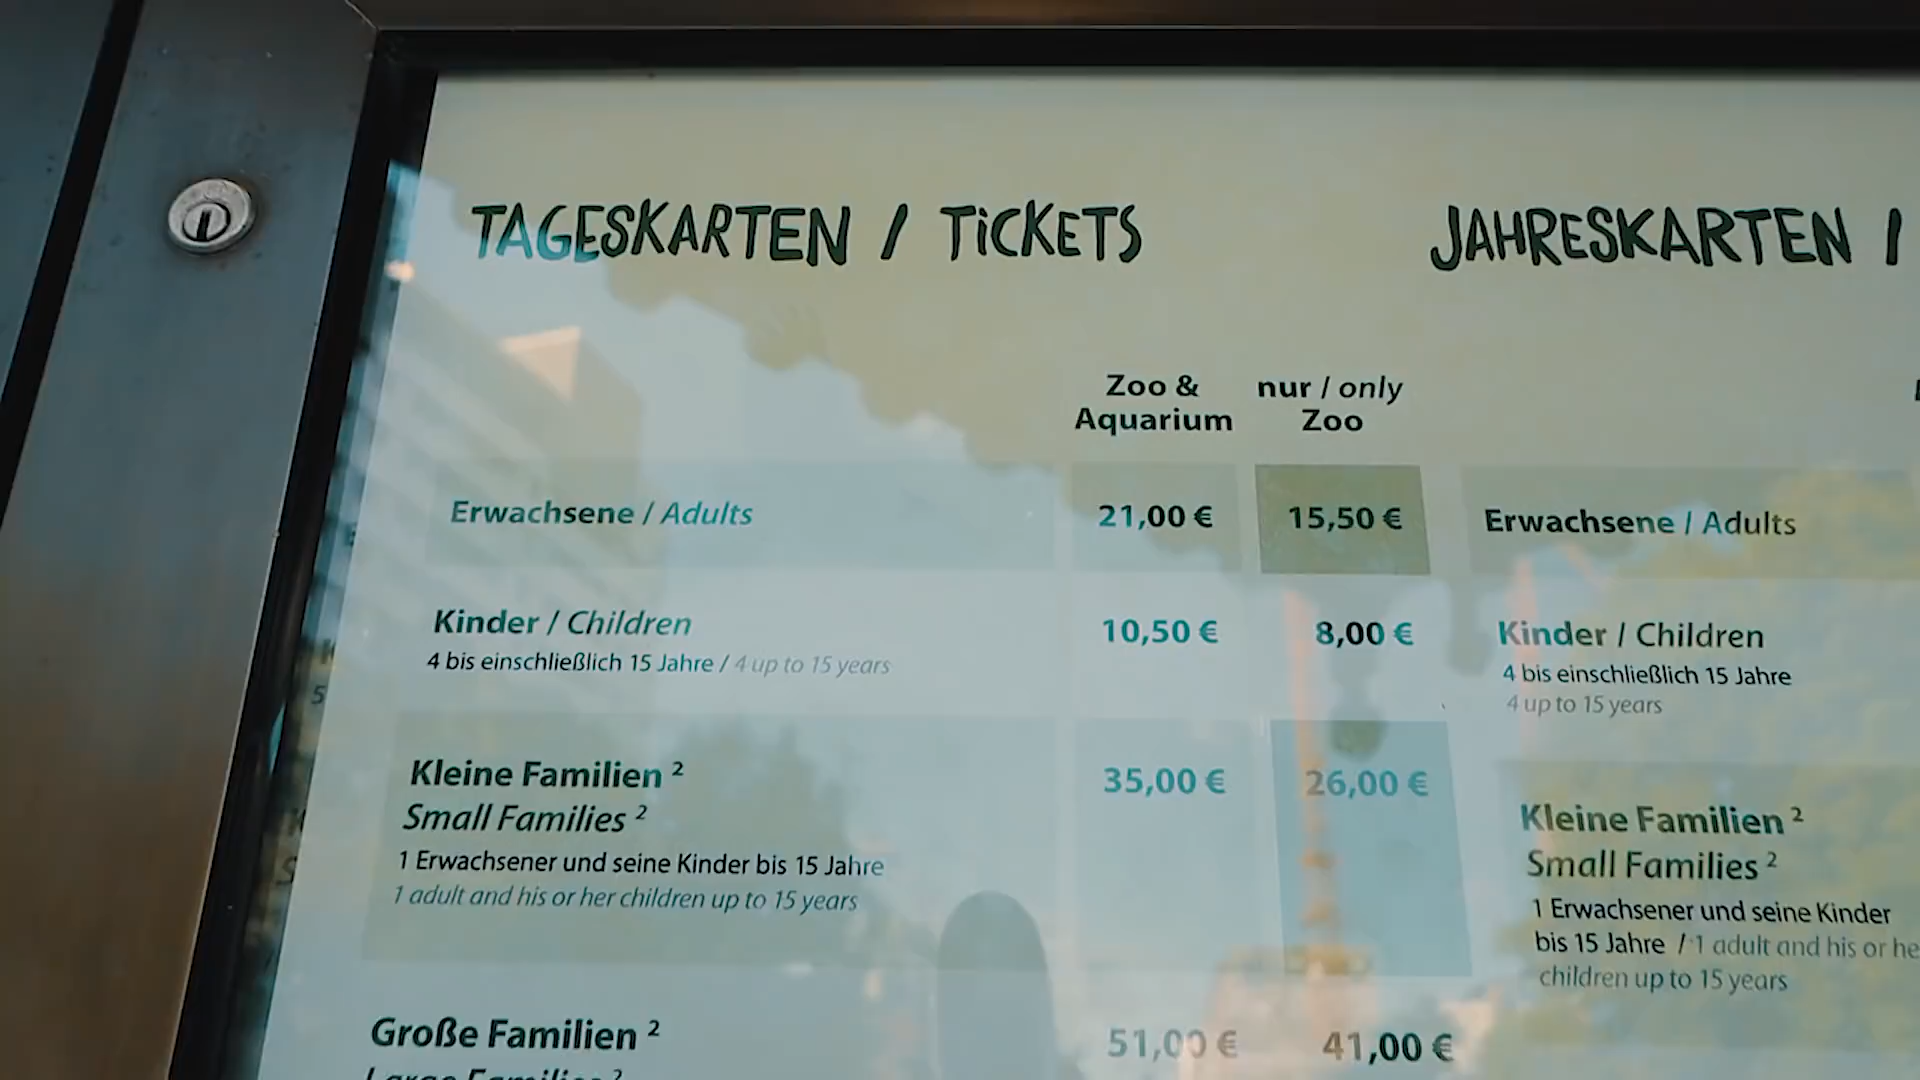 TAGESKARTEN / TICKETS
Zoo & Aquarium
nur / only Zoo
Erwachsene / Adults 21,00 € 15,50 €
Kinder / Children 10,50 € 8,00 €
4 bis einschließlich 15 Jahre / 4 up to 15 years
Kleine Familien ² 35,00 € 26,00 €
Small Families ²
1 Erwachsener und seine Kinder bis 15 Jahre
1 adult and his or her children up to 15 years
Große Familien ² 51,00 € 41,00 €
Large Families ²
JAHRESKARTEN /
Erwachsene / Adults
Kinder / Children
4 bis einschließlich 15 Jahre
4 up to 15 years
Kleine Familien ²
Small Families ²
1 Erwachsener und seine Kinder
bis 15 Jahre / 1 adult and his or he
children up to 15 years